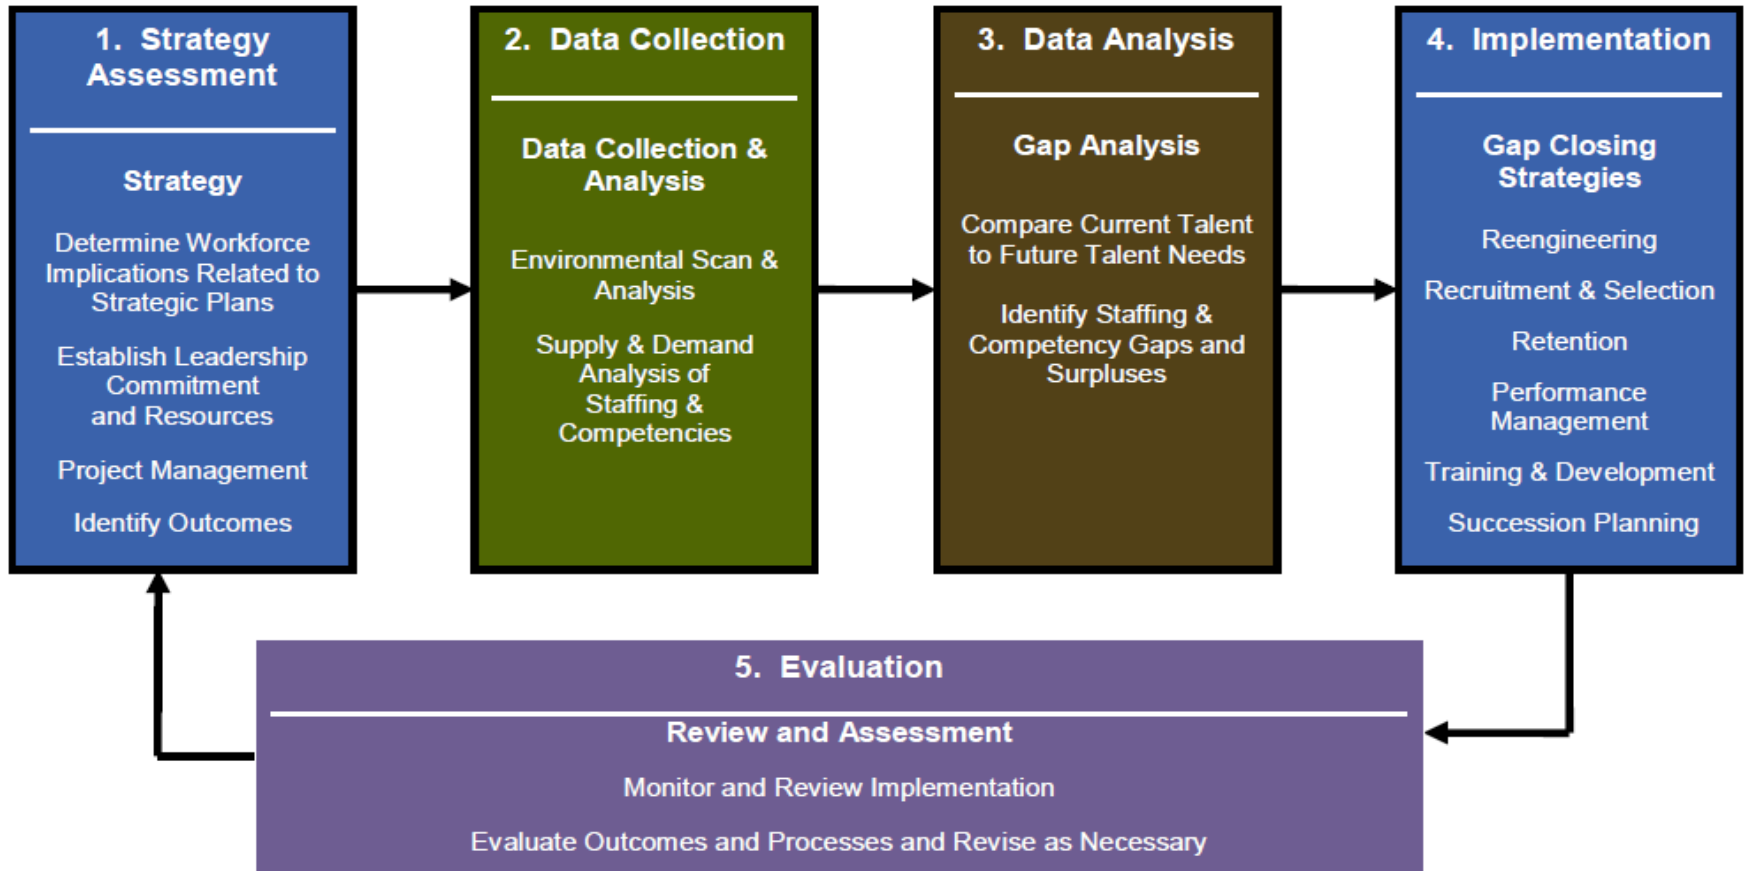 1. Strategy
Assessment
Strategy
Determine Workforce
Implications Related to
Strategic Plans
Establish Leadership
Commitment
and Resources
Project Management
Identify Outcomes
2. Data Collection
Data Collection &
Analysis
Environmental Scan &
Analysis
Supply & Demand
Analysis of
Staffing &
Competencies
3. Data Analysis
Gap Analysis
Compare Current Talent
to Future Talent Needs
Identify Staffing &
Competency Gaps and
Surpluses
4. Implementation
Gap Closing
Strategies
Reengineering
Recruitment & Selection
Retention
Performance
Management
Training & Development
Succession Planning
5. Evaluation
Review and Assessment
Monitor and Review Implementation
Evaluate Outcomes and Processes and Revise as Necessary